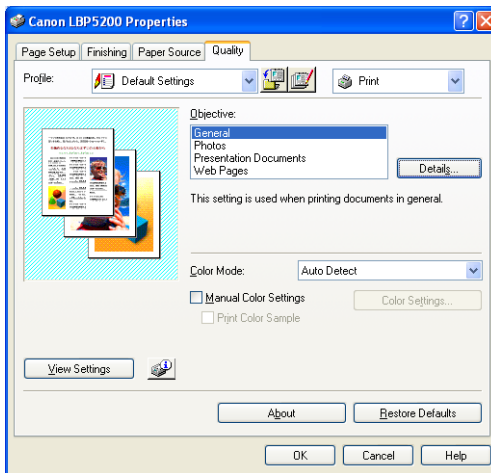 Canon LBP5200 Properties
Page Setup Finishing Paper Source Quality
Profile: Default Settings Print
Objective:
General
Photos
Presentation Documents
Web Pages
Details...
This setting is used when printing documents in general.
Color Mode: Auto Detect
Manual Color Settings Color Settings...
Print Color Sample
View Settings
About Restore Defaults
OK Cancel Help